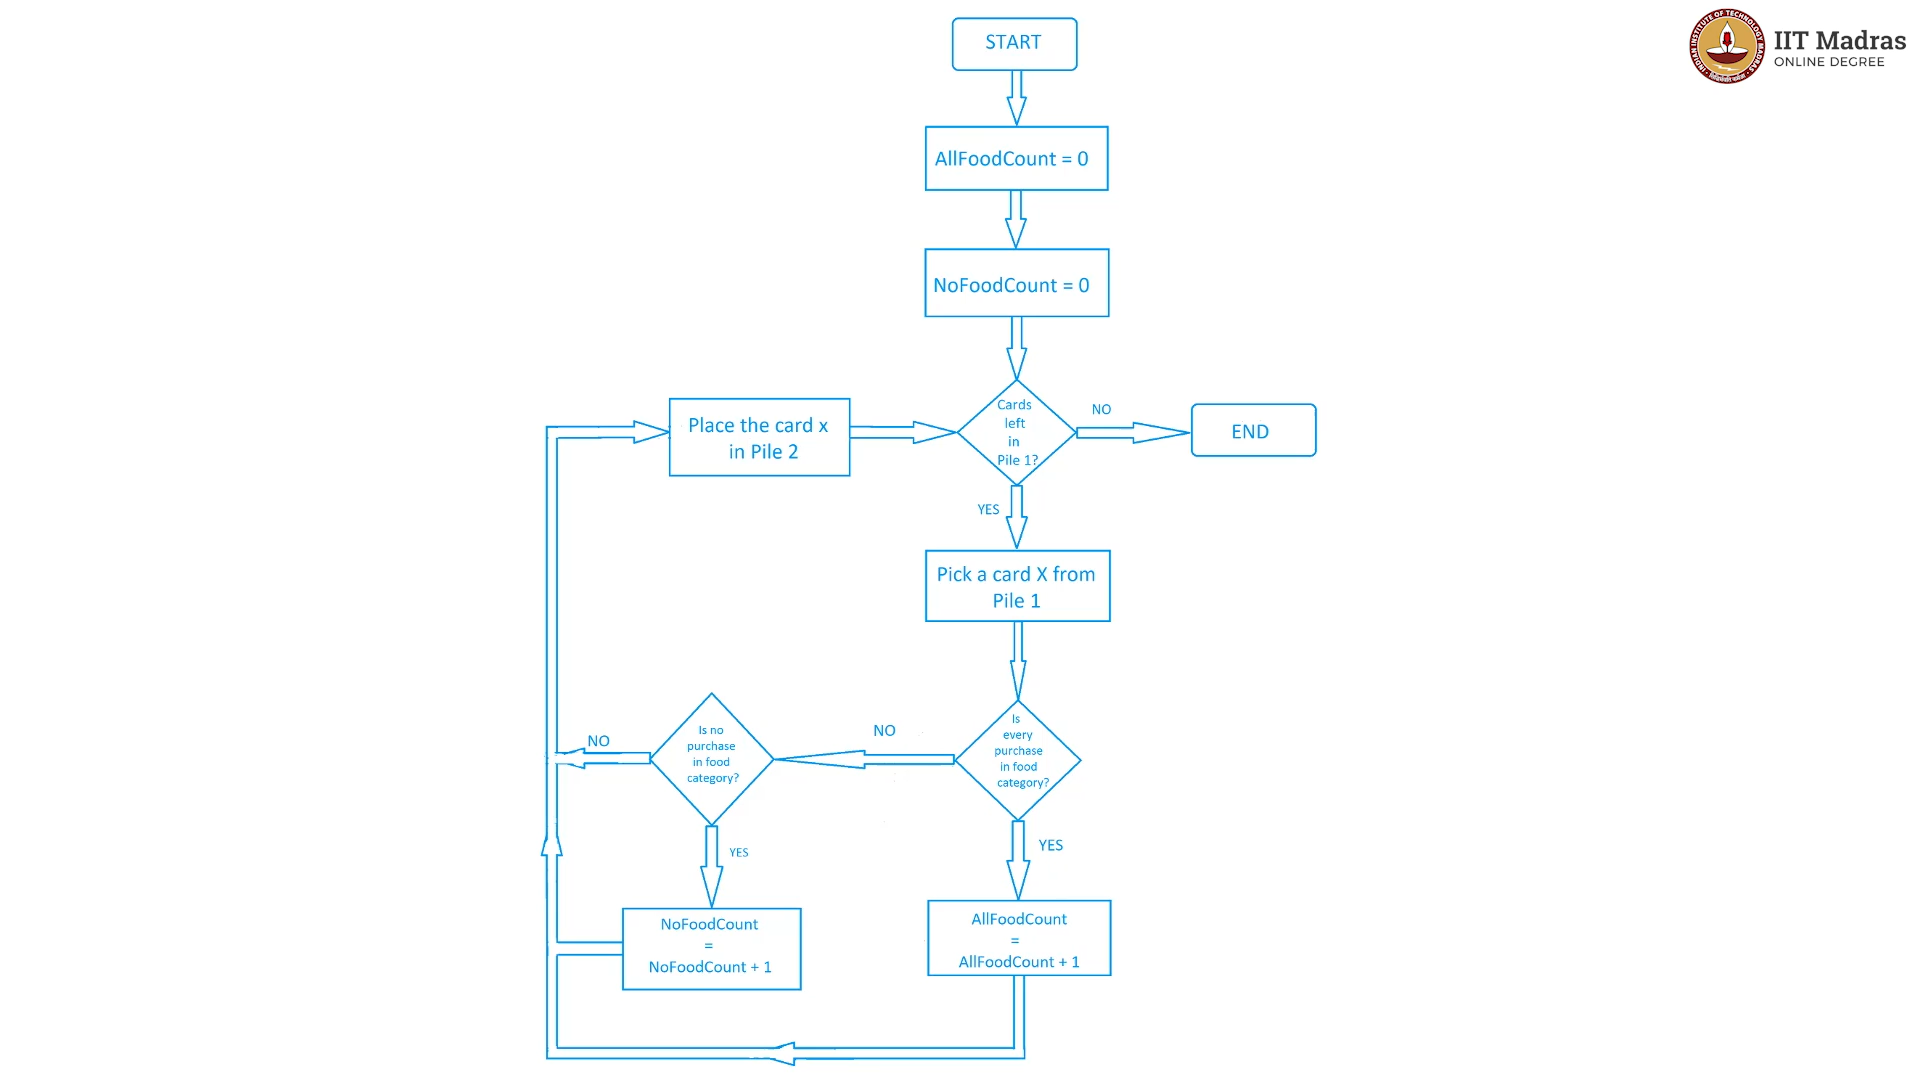 START
IIT Madras
ONLINE DEGREE
AllFoodCount = 0
NoFoodCount = 0
Place the card x
in Pile 2
Cards
left
in
Pile 1?
NO
END
YES
Pick a card X from
Pile 1
Is
every
purchase
in food
category?
NO
Is no
purchase
in food
category?
NO
YES
YES
NoFoodCount
=
NoFoodCount + 1
AllFoodCount
=
AllFoodCount + 1